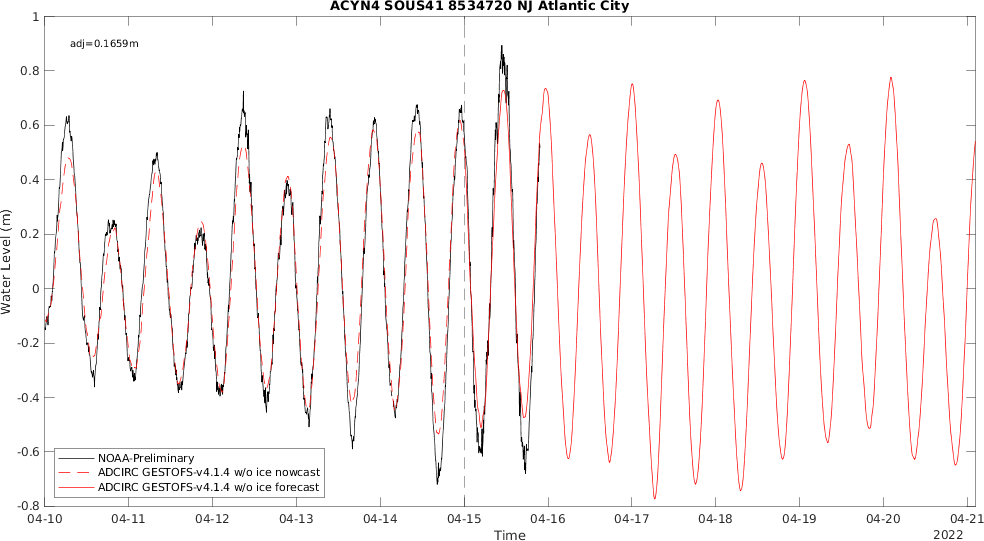 ACYN4 SOUS41 8534720 NJ Atlantic City
adj=0.1659m
1
0.8
0.6
0.4
0.2
0
-0.2
-0.4
-0.6
-0.8
Water Level (m)
NOAA-Preliminary
ADCIRC GESTOFS-v4.1.4 w/o ice nowcast
ADCIRC GESTOFS-v4.1.4 w/o ice forecast
04-10 04-11 04-12 04-13 04-14 04-15 04-16 04-17 04-18 04-19 04-20 04-21
Time
2022